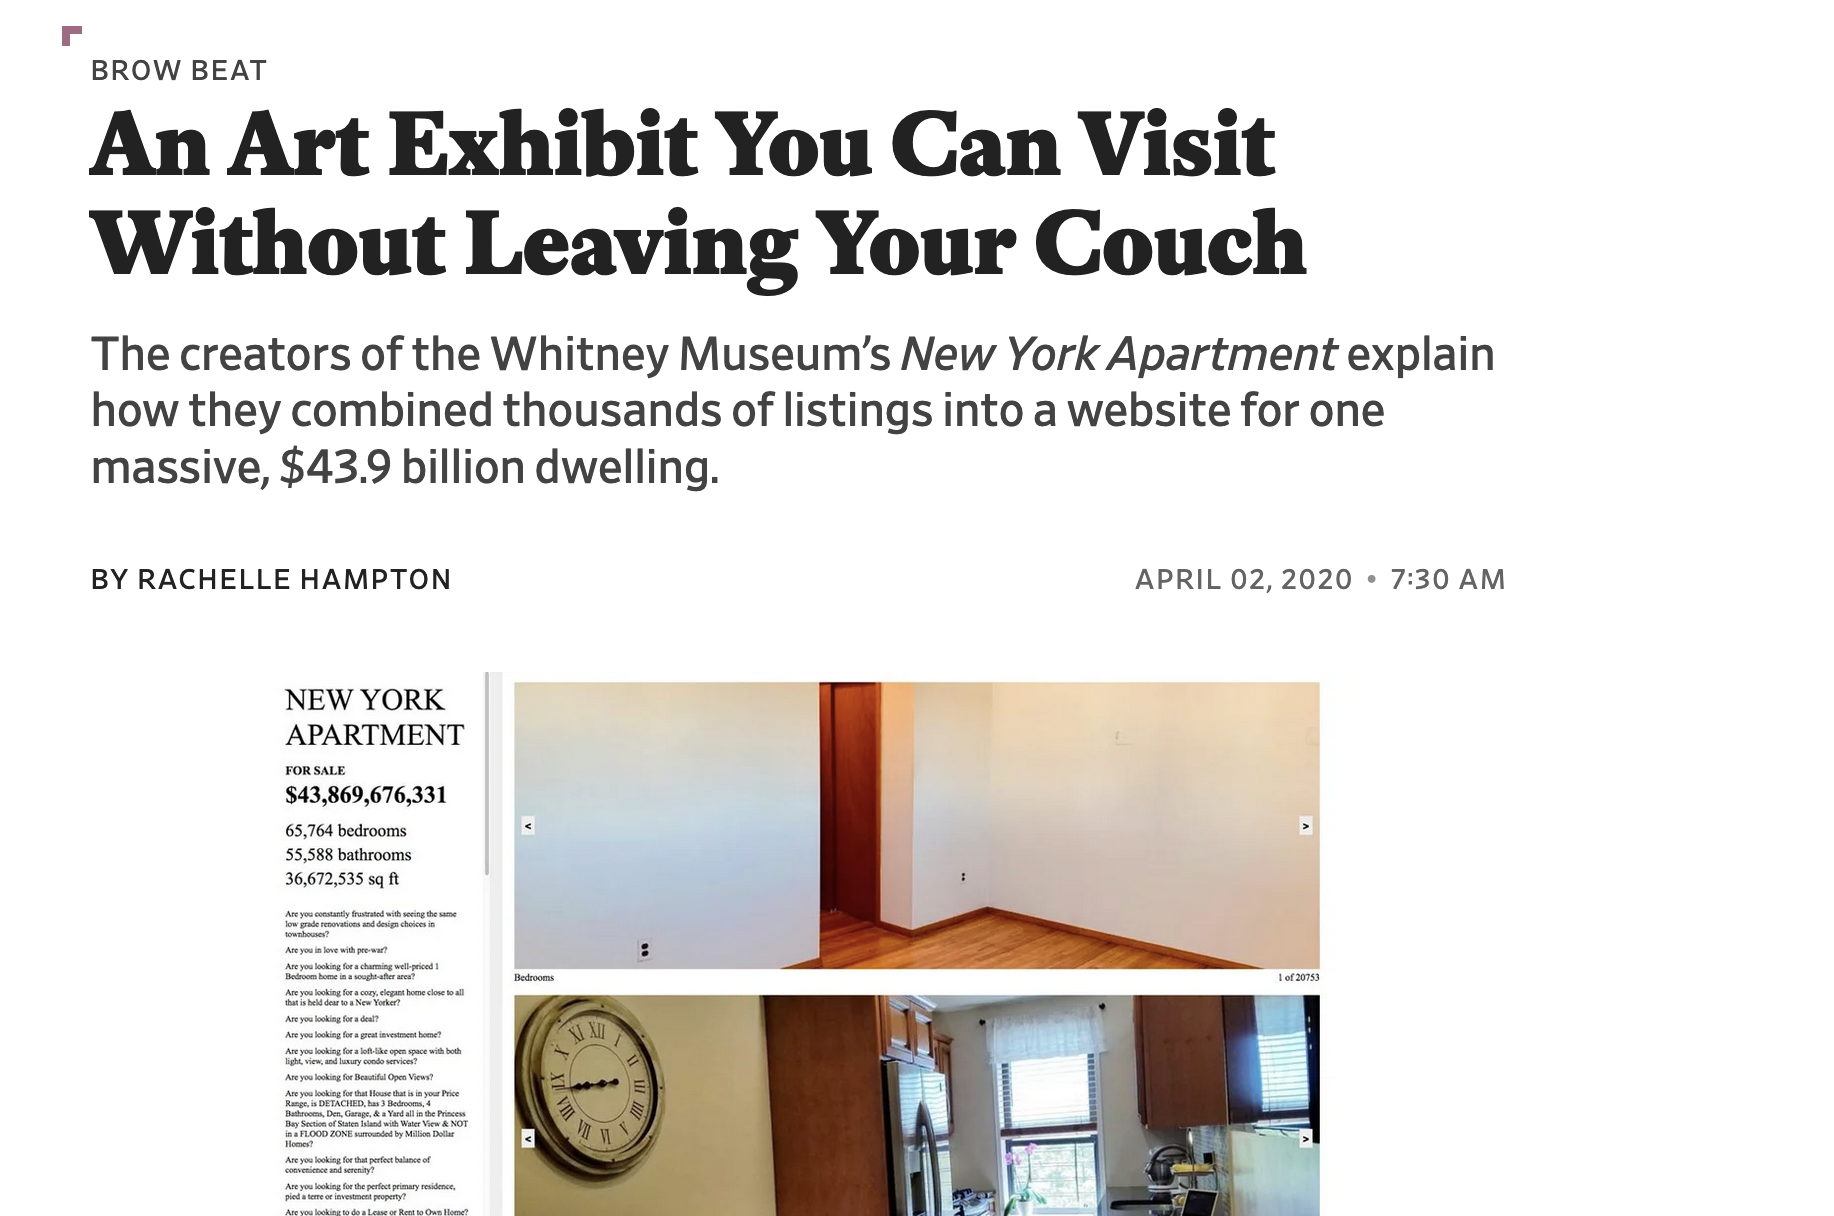 BROW BEAT
An Art Exhibit You Can Visit
Without Leaving Your Couch
The creators of the Whitney Museum’s New York Apartment explain
how they combined thousands of listings into a website for one
massive, $43.9 billion dwelling.
BY RACHELLE HAMPTON
APRIL 02, 2020 • 7:30 AM
NEW YORK
APARTMENT
FOR SALE
$43,869,676,331
65,764 bedrooms
55,588 bathrooms
36,672,535 sq ft
Are you constantly frustrated with seeing the same
low grade renovations and design choices in
townhouses?
Are you in love with pre-war?
Are you looking for a charming well-priced 1
Bedroom home in a sought-after area?
Are you looking for a cozy, elegant home close to all
that is held dear to a New Yorker?
Are you looking for a deal?
Are you looking for a great investment home?
Are you looking for a loft-like open space with both
light, view, and luxury condo services?
Are you looking for Beautiful Open Views?
Are you looking for that House that is in your Price
Range, is DETACHED, has 3 Bedrooms, 4
Bathrooms, Den, Garage, & a Yard all in the Princess
Bay Section of Staten Island with Water View & NOT
in a FLOOD ZONE surrounded by Million Dollar
Homes?
Are you looking for that perfect balance of
convenience and serenity?
Are you looking for the perfect primary residence,
pied a terre or investment property?
Are you looking to do a Lease or Rent to Own Home?
< >
Bedrooms
1 of 20753
XII I II III V VI VII VIII IX X XI
< >